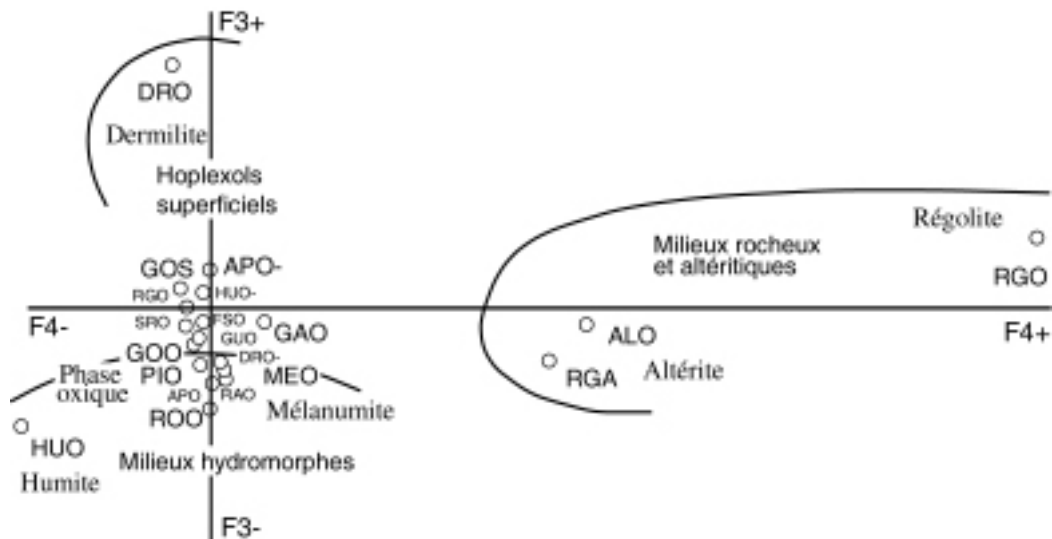 F3+
DRO
Dermilite
Hoplexols
superficiels
Régolite
Milieux rocheux
et altéritiques
RGO
GOS APO-
RGO HUO-
F4- SRO FSO GAO F4+
GUO ALO
GOO DRO-
Phase PIO MEO RGA Altérite
oxique APO RAO Mélanumite
ROO
HUO Milieux hydromorphes
Humite
F3-